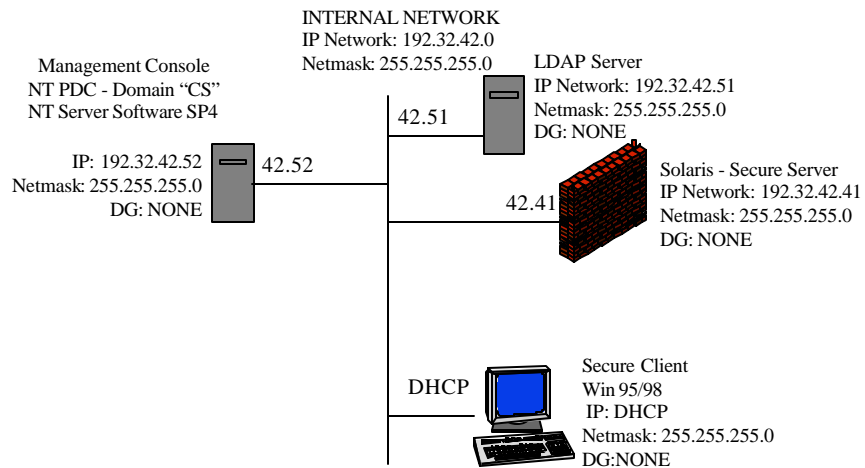 INTERNAL NETWORK
IP Network: 192.32.42.0
Netmask: 255.255.255.0
Management Console
NT PDC - Domain “CS”
NT Server Software SP4
LDAP Server
IP Network: 192.32.42.51
Netmask: 255.255.255.0
DG: NONE
42.51
IP: 192.32.42.52
Netmask: 255.255.255.0
DG: NONE
42.52
Solaris - Secure Server
IP Network: 192.32.42.41
Netmask: 255.255.255.0
DG: NONE
42.41
DHCP
Secure Client
Win 95/98
IP: DHCP
Netmask: 255.255.255.0
DG:NONE